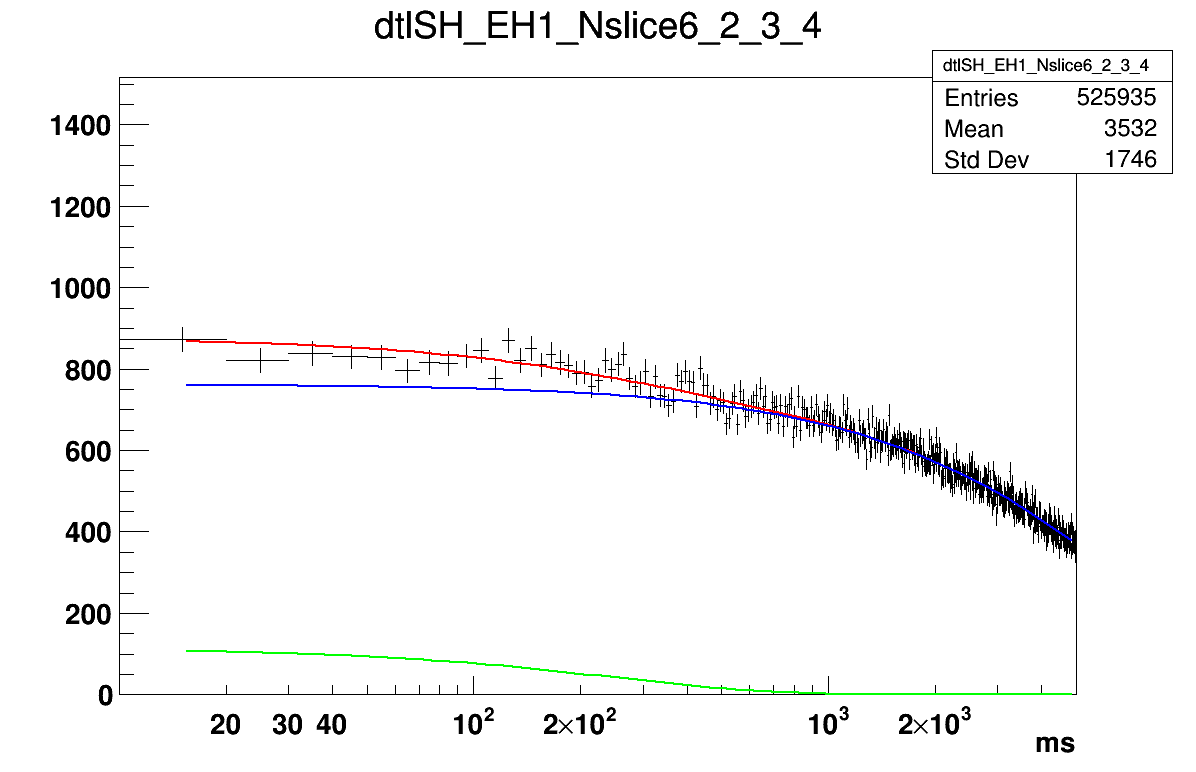 dtlSH_EH1_Nslice6_2_3_4
dtlSH_EH1_Nslice6_2_3_4
Entries 525935
Mean 3532
Std Dev 1746
1400
1200
1000
800
600
400
200
0
20 30 40 10² 2×10² 10³ 2×10³
ms